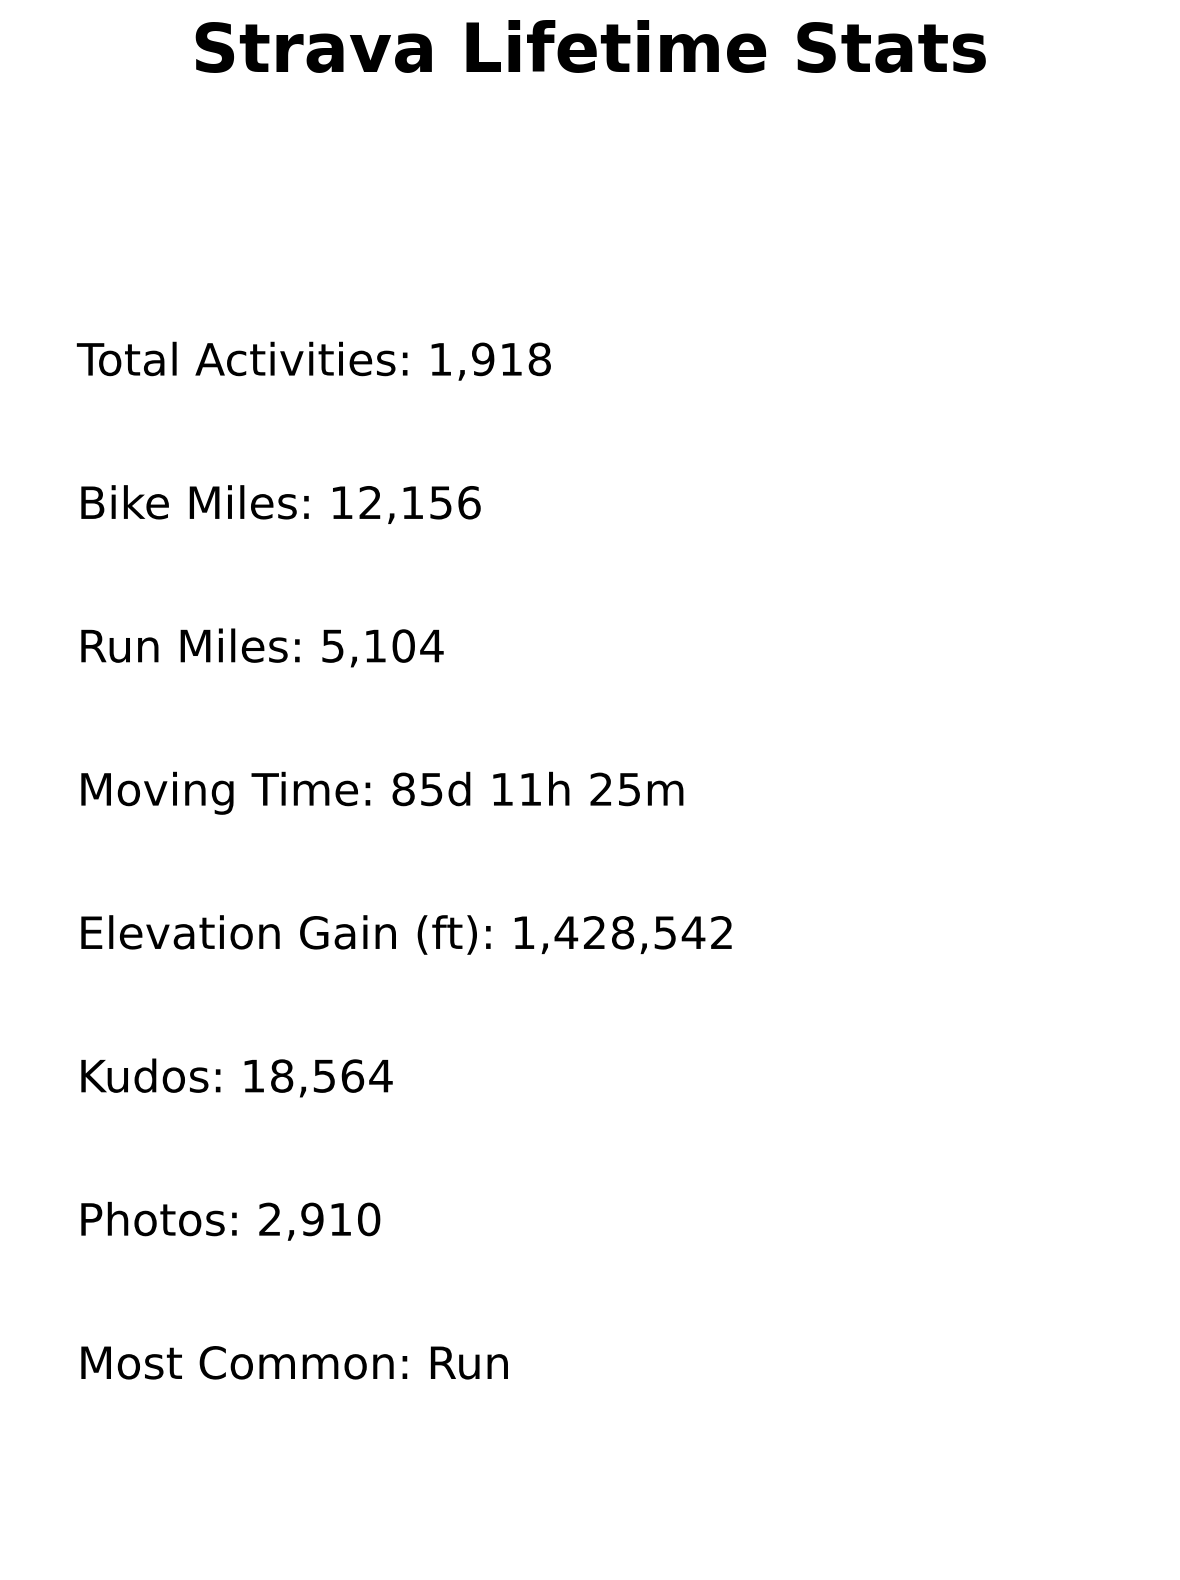 Strava Lifetime Stats
Total Activities: 1,918
Bike Miles: 12,156
Run Miles: 5,104
Moving Time: 85d 11h 25m
Elevation Gain (ft): 1,428,542
Kudos: 18,564
Photos: 2,910
Most Common: Run